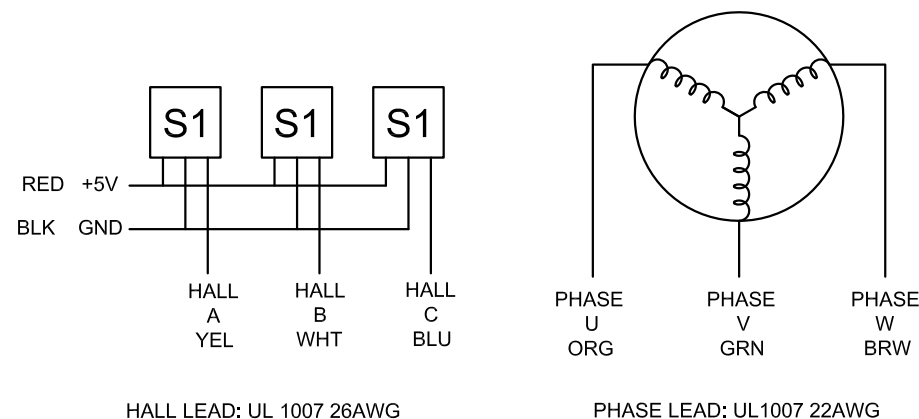 S1 S1 S1
RED +5V
BLK GND
HALL
A
YEL
HALL
B
WHT
HALL
C
BLU
HALL LEAD: UL 1007 26AWG
PHASE
U
ORG
PHASE
V
GRN
PHASE
W
BRW
PHASE LEAD: UL1007 22AWG